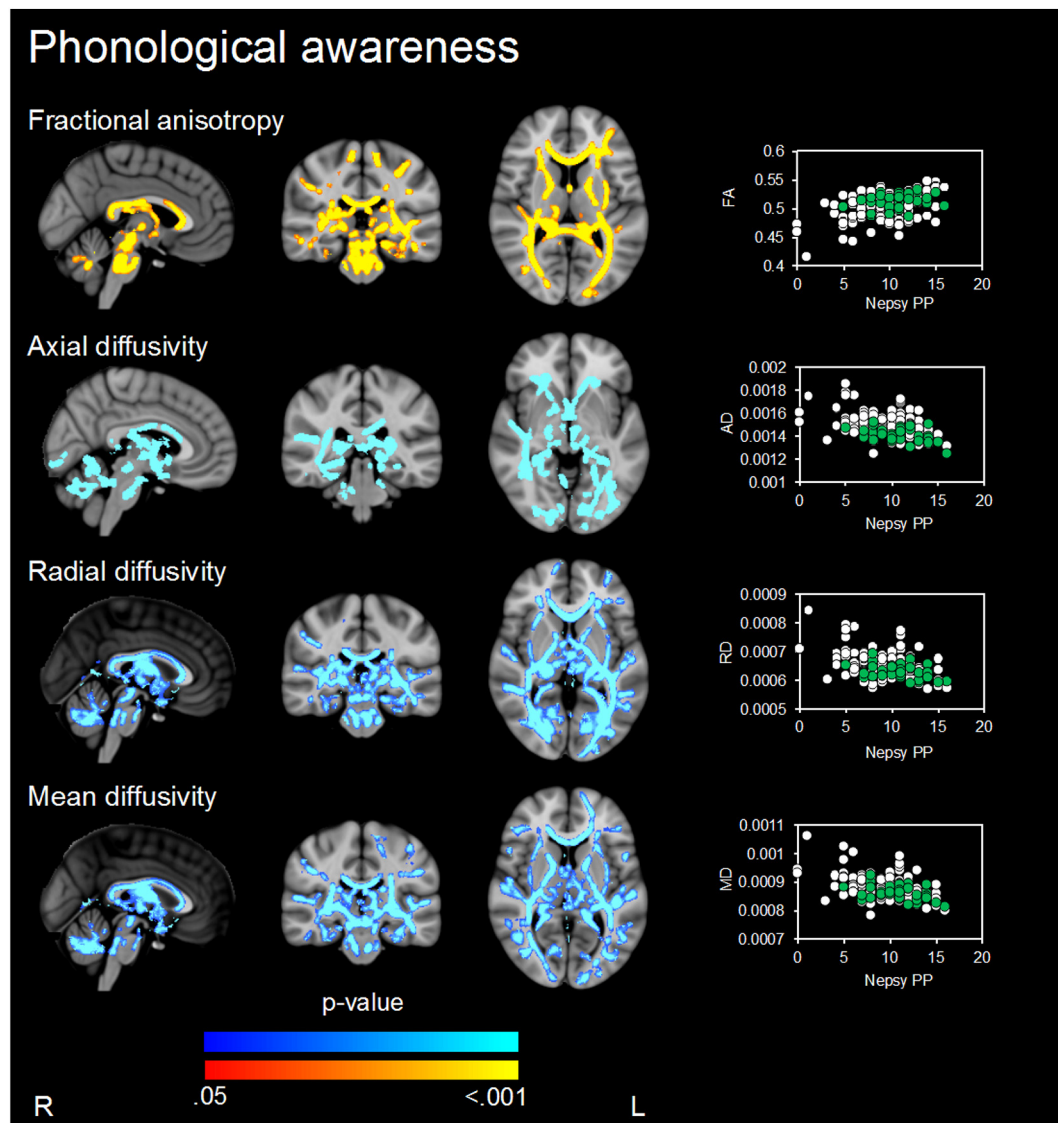 Phonological awareness
Fractional anisotropy
0.6
0.55
0.5
0.45
0.4
FA
0 5 10 15 20
Nepsy PP
Axial diffusivity
0.002
0.0018
0.0016
0.0014
0.0012
0.001
AD
0 5 10 15 20
Nepsy PP
Radial diffusivity
0.0009
0.0008
0.0007
0.0006
0.0005
RD
0 5 10 15 20
Nepsy PP
Mean diffusivity
0.0011
0.001
0.0009
0.0008
0.0007
MD
0 5 10 15 20
Nepsy PP
p-value
.05 <.001
R L